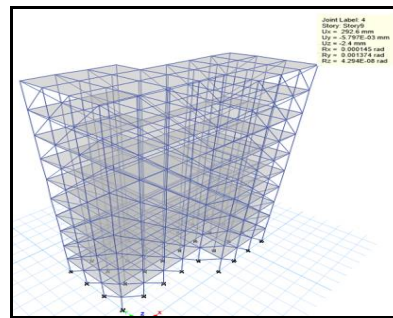 Joint Label: 4
Story: Story9
Ux = 292.6 mm
Uy = -5.797E-03 mm
Uz = -2.4 mm
Rx = 0.000145 rad
Ry = 0.001374 rad
Rz = 4.294E-08 rad
Z
X